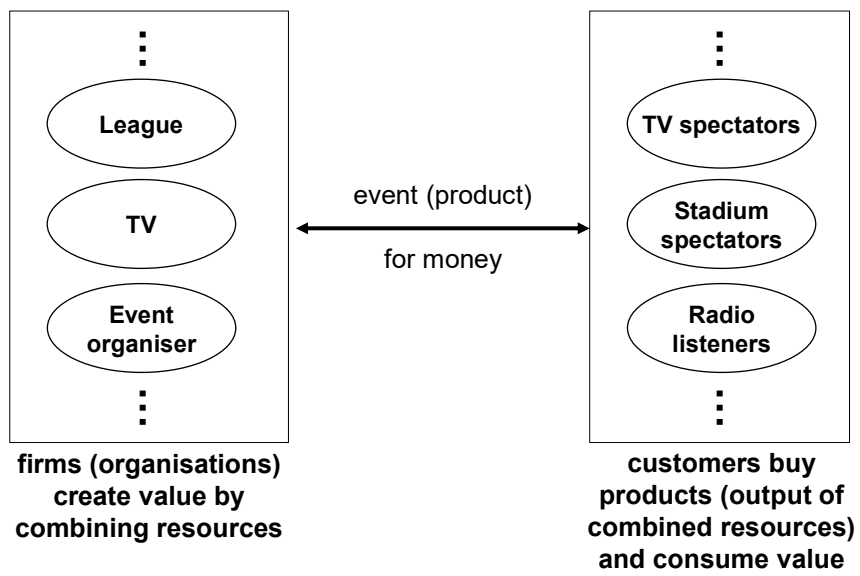 League
TV
Event
organiser
firms (organisations)
create value by
combining resources
event (product)
for money
TV spectators
Stadium
spectators
Radio
listeners
customers buy
products (output of
combined resources)
and consume value